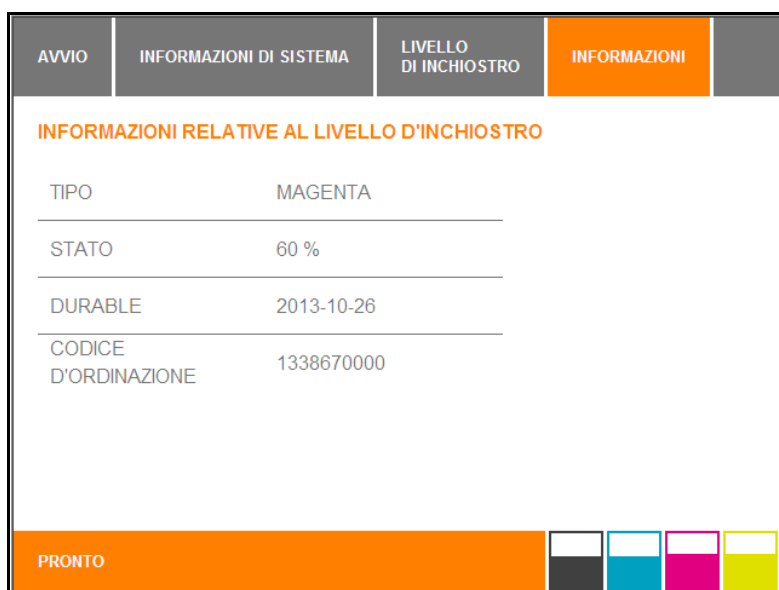 AVVIO
INFORMAZIONI DI SISTEMA
LIVELLO
DI INCHIOSTRO
INFORMAZIONI
INFORMAZIONI RELATIVE AL LIVELLO D'INCHIOSTRO
TIPO MAGENTA
STATO 60 %
DURABLE 2013-10-26
CODICE
D'ORDINAZIONE 1338670000
PRONTO